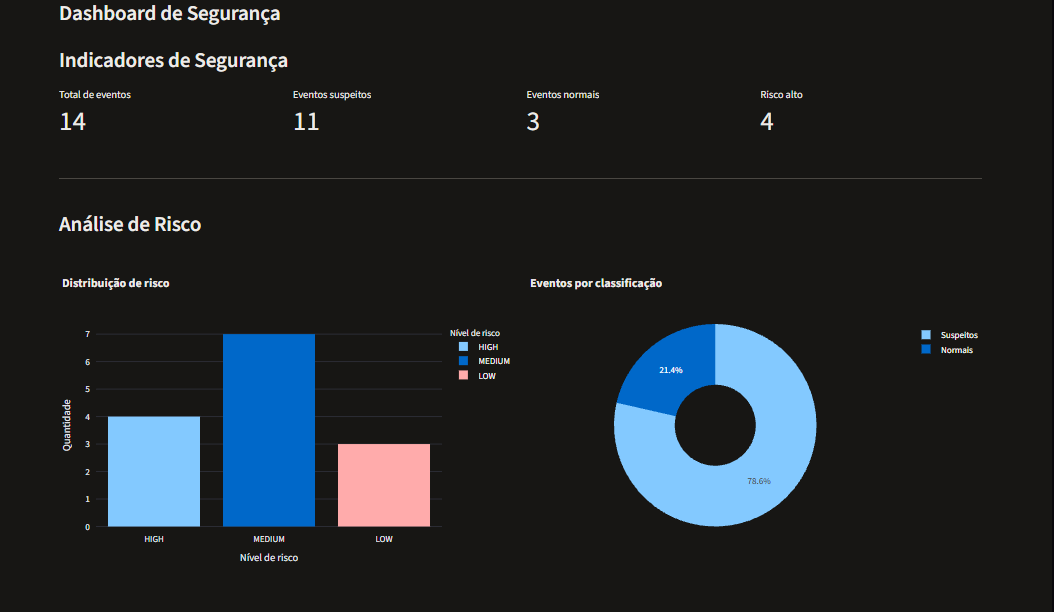 Dashboard de Segurança
Indicadores de Segurança
Total de eventos
14
Eventos suspeitos
11
Eventos normais
3
Risco alto
4
Análise de Risco
Distribuição de risco
7
6
5
4
3
2
1
0
Quantidade
HIGH
MEDIUM
LOW
Nível de risco
Nível de risco
HIGH
MEDIUM
LOW
Eventos por classificação
21.4%
78.6%
Suspeitos
Normais